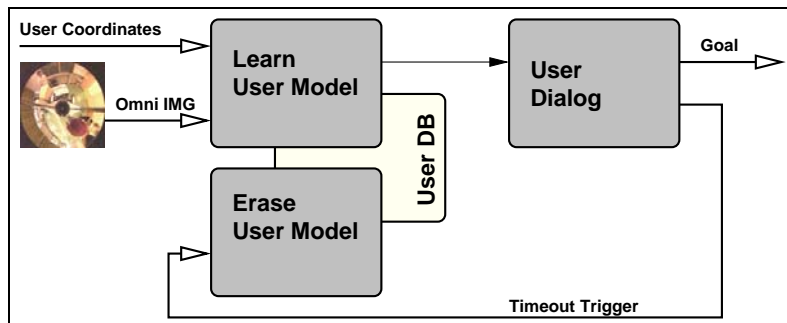 User Coordinates
Omni IMG
Learn
User Model
User
Dialog
Goal
User DB
Erase
User Model
Timeout Trigger